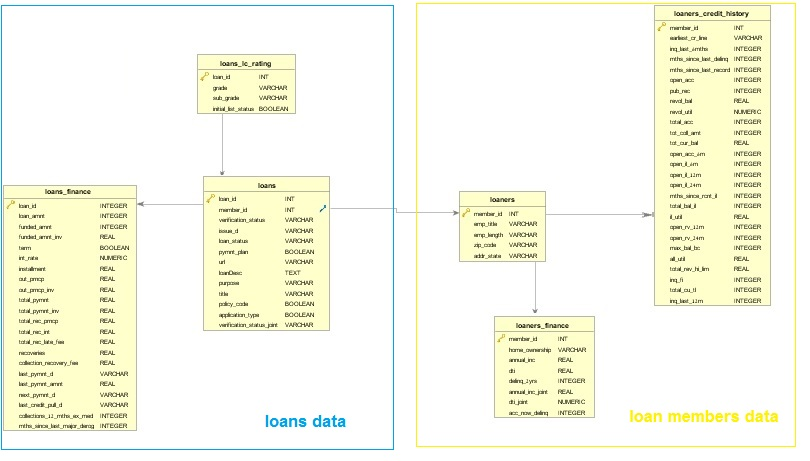 loans_lc_rating
loan_id INT
grade VARCHAR
sub_grade VARCHAR
initial_list_status BOOLEAN
loans_finance
loan_id INTEGER
loan_amnt INTEGER
funded_amnt INTEGER
funded_amnt_inv REAL
term BOOLEAN
int_rate NUMERIC
installment REAL
out_prncp REAL
out_prncp_inv REAL
total_pymnt REAL
total_pymnt_inv REAL
total_rec_prncp REAL
total_rec_int REAL
total_rec_late_fee REAL
recoveries REAL
collection_recovery_fee REAL
last_pymnt_d VARCHAR
last_pymnt_amnt REAL
next_pymnt_d VARCHAR
last_credit_pull_d VARCHAR
collections_12_mths_ex_med INTEGER
mths_since_last_major_derog INTEGER
loans
loan_id INT
member_id INT
verification_status VARCHAR
issue_d VARCHAR
loan_status VARCHAR
pymnt_plan BOOLEAN
url VARCHAR
loanDesc TEXT
purpose VARCHAR
title VARCHAR
policy_code BOOLEAN
application_type BOOLEAN
verification_status_joint VARCHAR
loans data
loaners
member_id INT
emp_title VARCHAR
emp_length VARCHAR
zip_code VARCHAR
addr_state VARCHAR
loaners_finance
member_id INT
home_ownership VARCHAR
annual_inc REAL
dti REAL
delinq_2yrs INTEGER
annual_inc_joint REAL
dti_joint NUMERIC
acc_now_delinq INTEGER
loaners_credit_history
member_id INT
earliest_cr_line VARCHAR
inq_last_6mths INTEGER
mths_since_last_delinq INTEGER
mths_since_last_record INTEGER
open_acc INTEGER
pub_rec INTEGER
revol_bal REAL
revol_util NUMERIC
total_acc INTEGER
tot_coll_amt INTEGER
tot_cur_bal REAL
open_acc_6m INTEGER
open_il_6m INTEGER
open_il_12m INTEGER
open_il_24m INTEGER
mths_since_rcnt_il INTEGER
total_bal_il INTEGER
il_util REAL
open_rv_12m INTEGER
open_rv_24m INTEGER
max_bal_bc INTEGER
all_util REAL
total_rev_hi_lim REAL
inq_fi INTEGER
total_cu_tl INTEGER
inq_last_12m INTEGER
loan members data